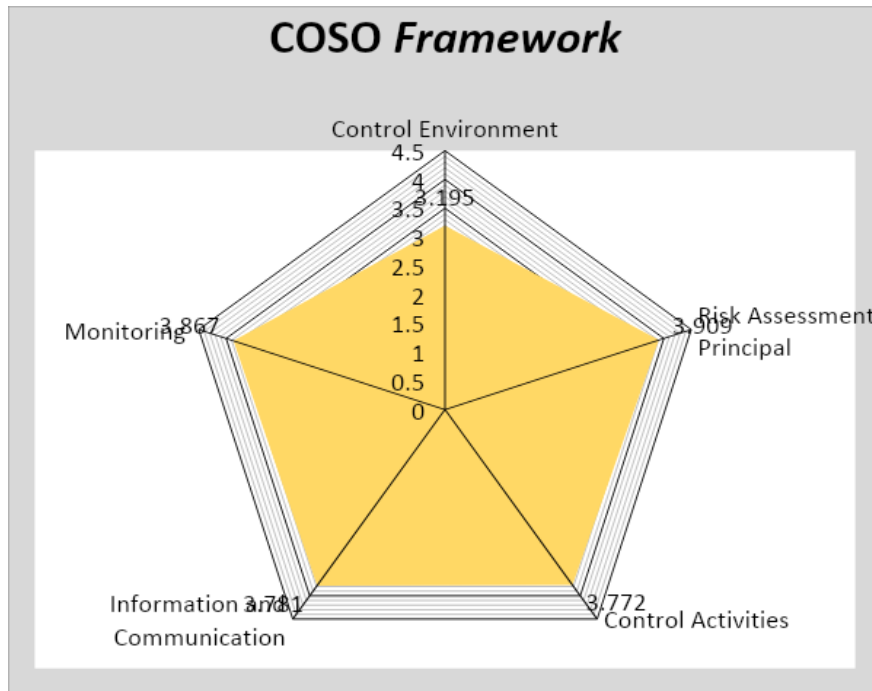 COSO Framework
Control Environment
4.5
4
3.195
3.5
3
2.5
2
1.5
1
0.5
0
3.909
Risk Assessment
Principal
3.772
Control Activities
3.781
Information and
Communication
3.867
Monitoring